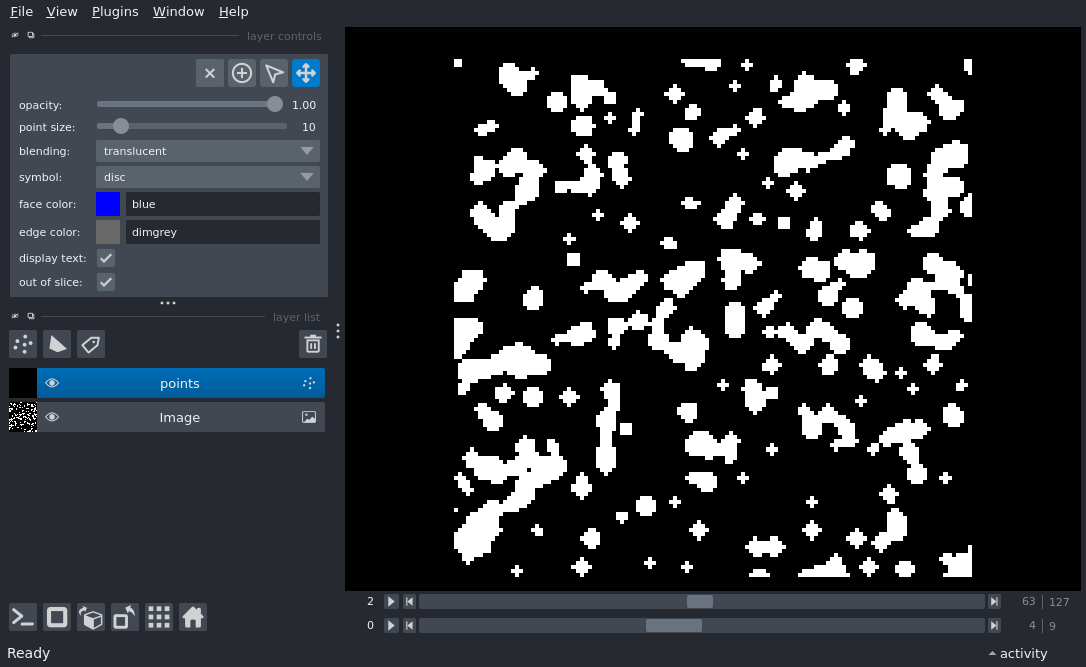 File View Plugins Window Help
layer controls
opacity: 1.00
point size: 10
blending: translucent
symbol: disc
face color: blue
edge color: dimgrey
display text:
out of slice:
layer list
points
Image
2 63 127
0 4 9
Ready activity